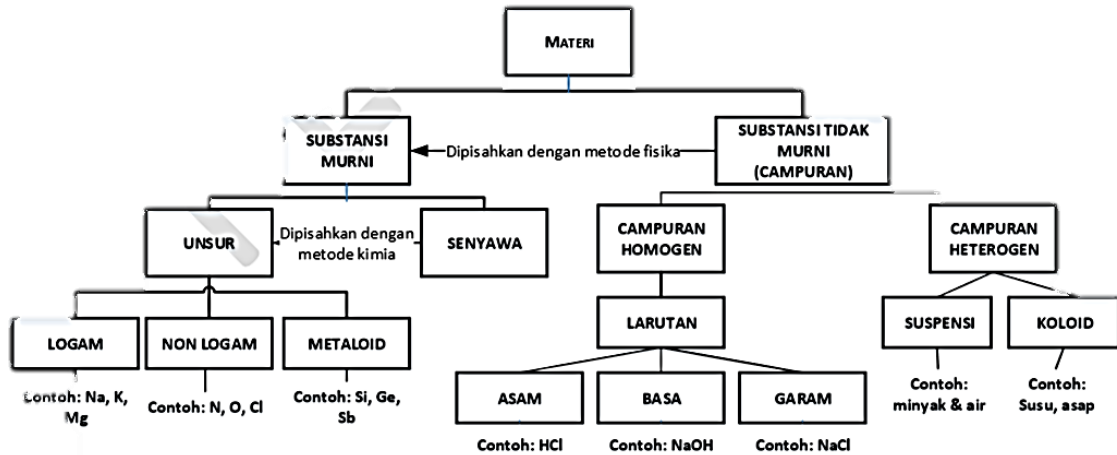 MATERI
SUBSTANSI
MURNI
Dipisahkan dengan metode fisika
SUBSTANSI TIDAK
MURNI
(CAMPURAN)
UNSUR
Dipisahkan dengan
metode kimia
SENYAWA
CAMPURAN
HOMOGEN
CAMPURAN
HETEROGEN
LOGAM
NON LOGAM
METALOID
LARUTAN
SUSPENSI
KOLOID
Contoh: Na, K,
Mg
Contoh: N, O, Cl
Contoh: Si, Ge,
Sb
ASAM
BASA
GARAM
Contoh:
minyak & air
Contoh:
Susu, asap
Contoh: HCl
Contoh: NaOH
Contoh: NaCl